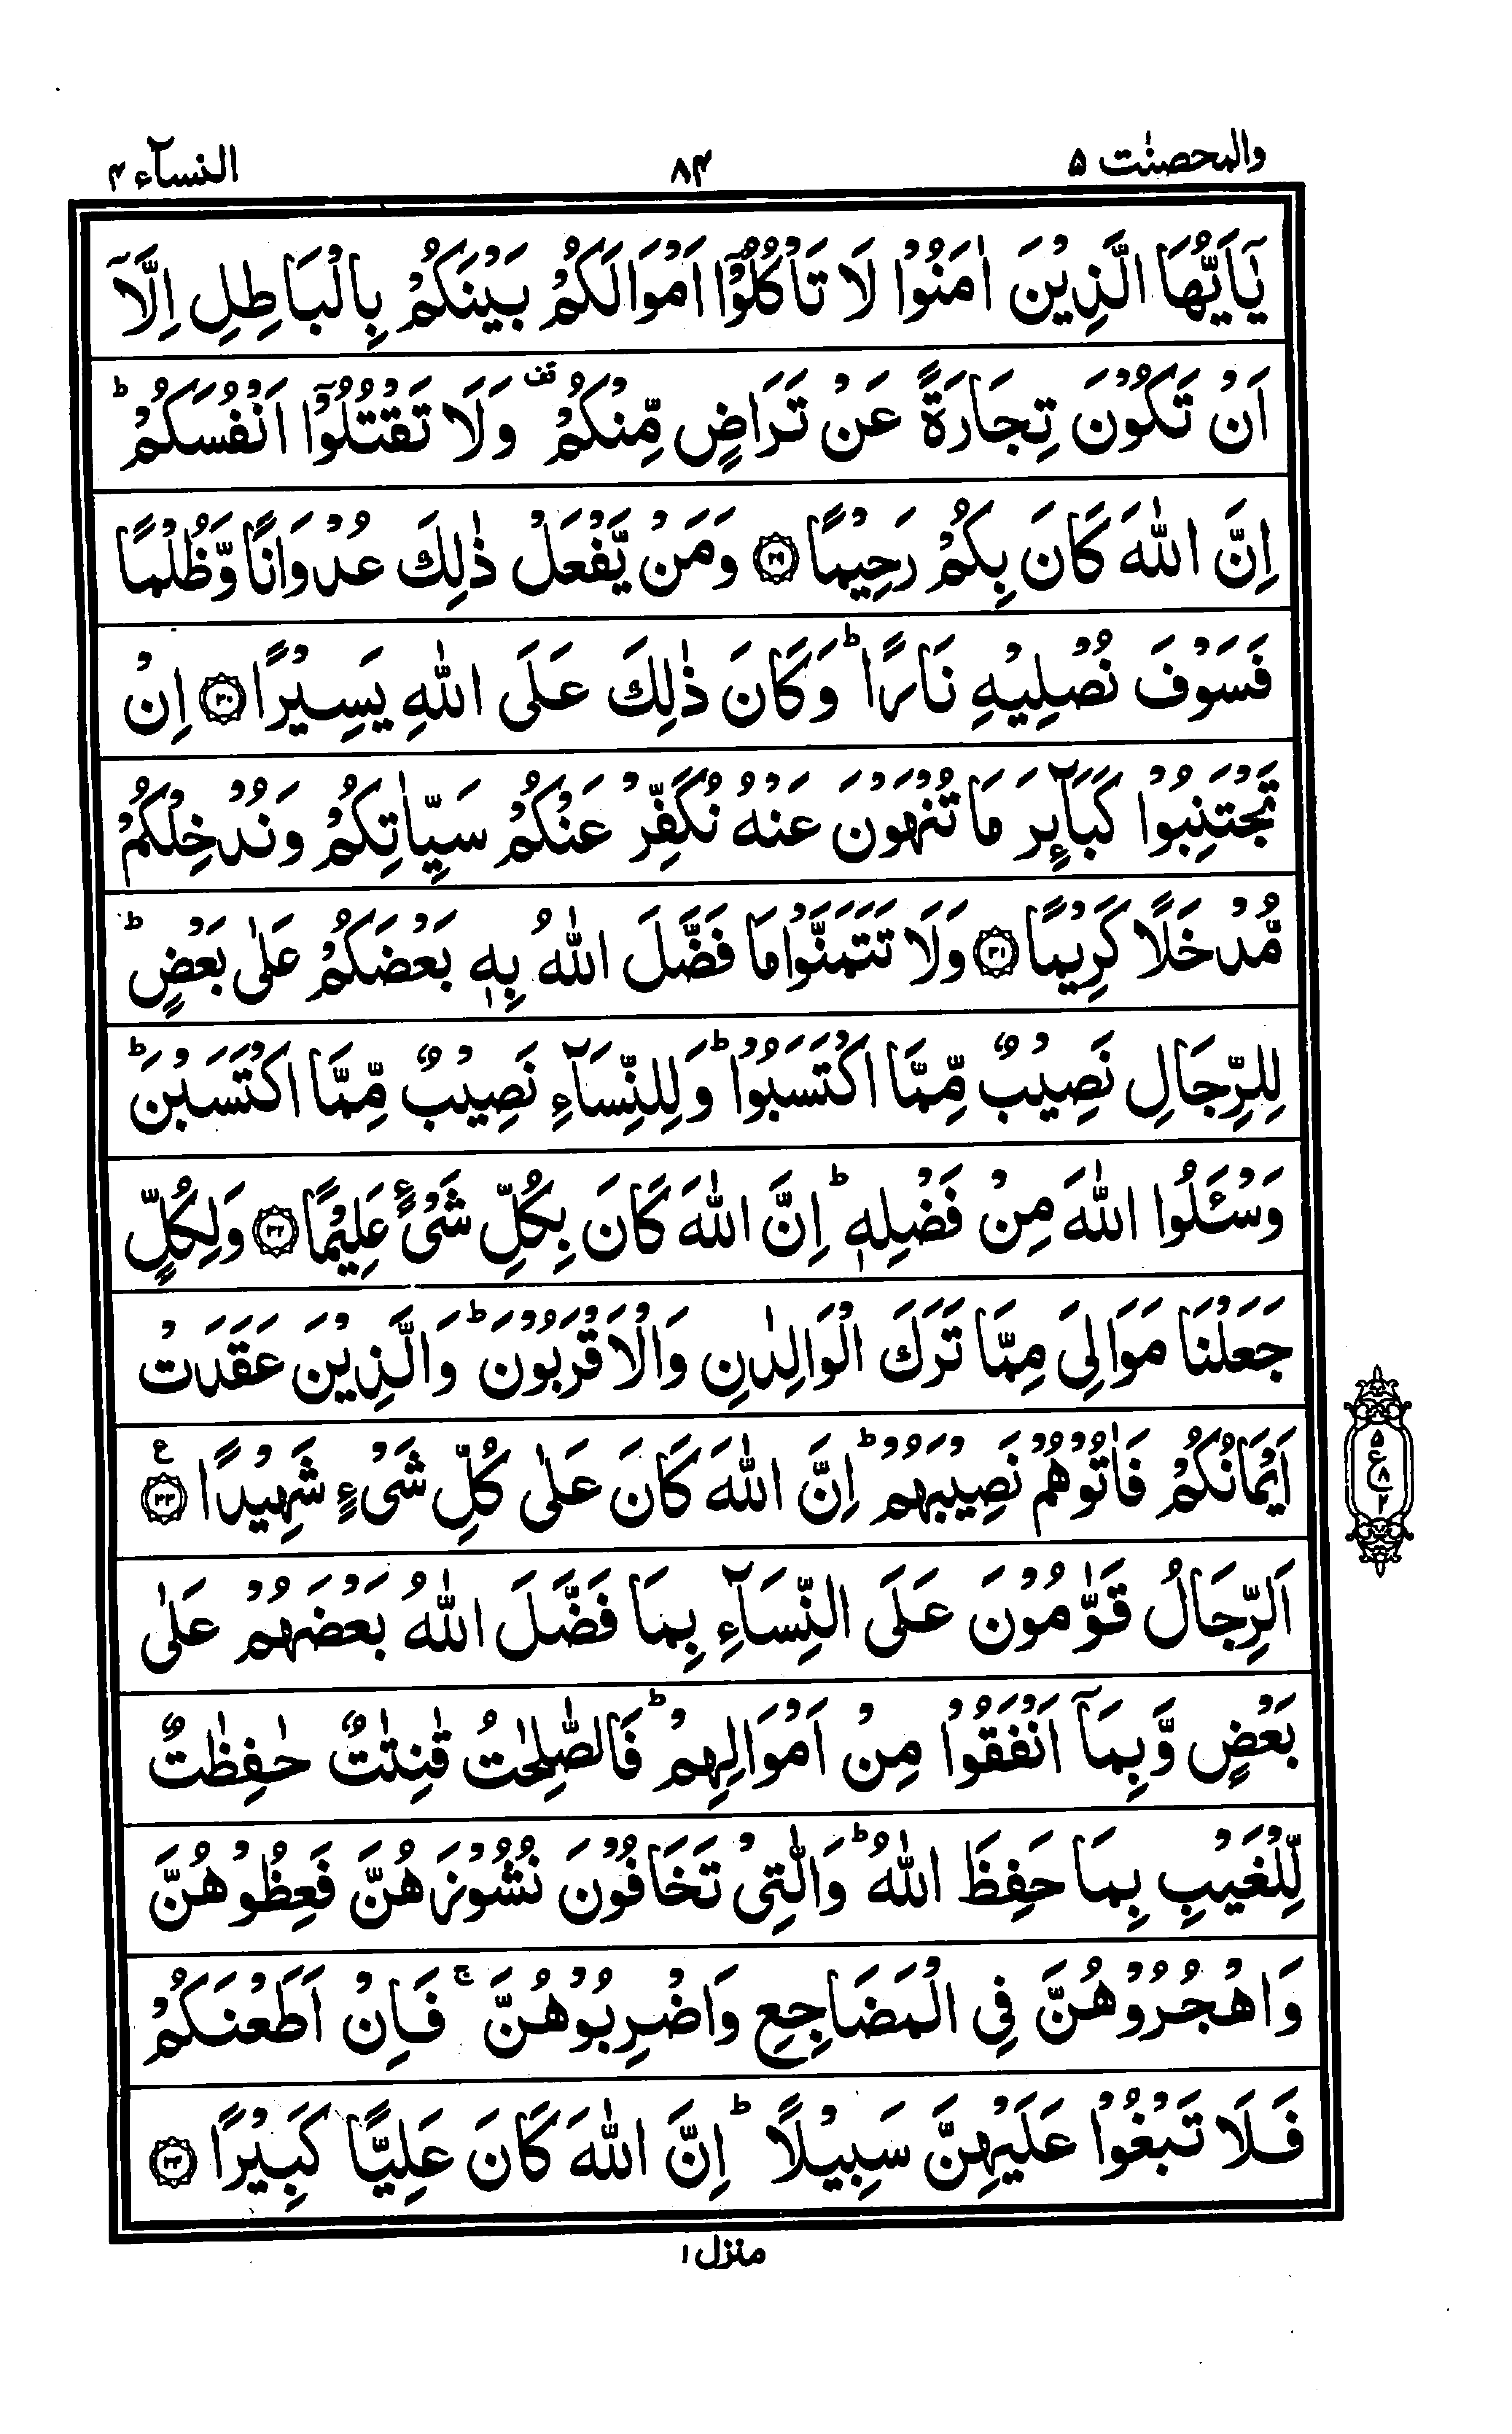 والمحصنٰت ۵
۸۴
النسآء ۴
يٰۤاَيُّهَا الَّذِيْنَ اٰمَنُوْا لَا تَاْكُلُوْۤا اَمْوَالَكُمْ بَيْنَكُمْ بِالْبَاطِلِ اِلَّاۤ
اَنْ تَكُوْنَ تِجَارَةً عَنْ تَرَاضٍ مِّنْكُمْ قف وَلَا تَقْتُلُوْۤا اَنْفُسَكُمْ ؕ
اِنَّ اللّٰهَ كَانَ بِكُمْ رَحِيْمًا ۝۲۹ وَمَنْ يَّفْعَلْ ذٰلِكَ عُدْوَانًا وَّظُلْمًا
فَسَوْفَ نُصْلِيْهِ نَارًا ؕ وَكَانَ ذٰلِكَ عَلَى اللّٰهِ يَسِيْرًا ۝۳۰ اِنْ
تَجْتَنِبُوْا كَبَآئِرَ مَا تُنْهَوْنَ عَنْهُ نُكَفِّرْ عَنْكُمْ سَيِّاٰتِكُمْ وَنُدْخِلْكُمْ
مُّدْخَلًا كَرِيْمًا ۝۳۱ وَلَا تَتَمَنَّوْا مَا فَضَّلَ اللّٰهُ بِهٖ بَعْضَكُمْ عَلٰى بَعْضٍ ؕ
لِلرِّجَالِ نَصِيْبٌ مِّمَّا اكْتَسَبُوْا ؕ وَلِلنِّسَآءِ نَصِيْبٌ مِّمَّا اكْتَسَبْنَ ؕ
وَسْـَٔلُوا اللّٰهَ مِنْ فَضْلِهٖ ؕ اِنَّ اللّٰهَ كَانَ بِكُلِّ شَىْءٍ عَلِيْمًا ۝۳۲ وَلِكُلٍّ
جَعَلْنَا مَوَالِىَ مِمَّا تَرَكَ الْوَالِدٰنِ وَالْاَقْرَبُوْنَ ؕ وَالَّذِيْنَ عَقَدَتْ
اَيْمَانُكُمْ فَاٰتُوْهُمْ نَصِيْبَهُمْ ؕ اِنَّ اللّٰهَ كَانَ عَلٰى كُلِّ شَىْءٍ شَهِيْدًا ۝۳۳ ع
۵ ع ۸ ۲
اَلرِّجَالُ قَوّٰمُوْنَ عَلَى النِّسَآءِ بِمَا فَضَّلَ اللّٰهُ بَعْضَهُمْ عَلٰى
بَعْضٍ وَّبِمَاۤ اَنْفَقُوْا مِنْ اَمْوَالِهِمْ ؕ فَالصّٰلِحٰتُ قٰنِتٰتٌ حٰفِظٰتٌ
لِّلْغَيْبِ بِمَا حَفِظَ اللّٰهُ ؕ وَالّٰتِىْ تَخَافُوْنَ نُشُوْزَهُنَّ فَعِظُوْهُنَّ
وَاهْجُرُوْهُنَّ فِى الْمَضَاجِعِ وَاضْرِبُوْهُنَّ ۚ فَاِنْ اَطَعْنَكُمْ
فَلَا تَبْغُوْا عَلَيْهِنَّ سَبِيْلًا ؕ اِنَّ اللّٰهَ كَانَ عَلِيًّا كَبِيْرًا ۝۳۴
منزل ۱